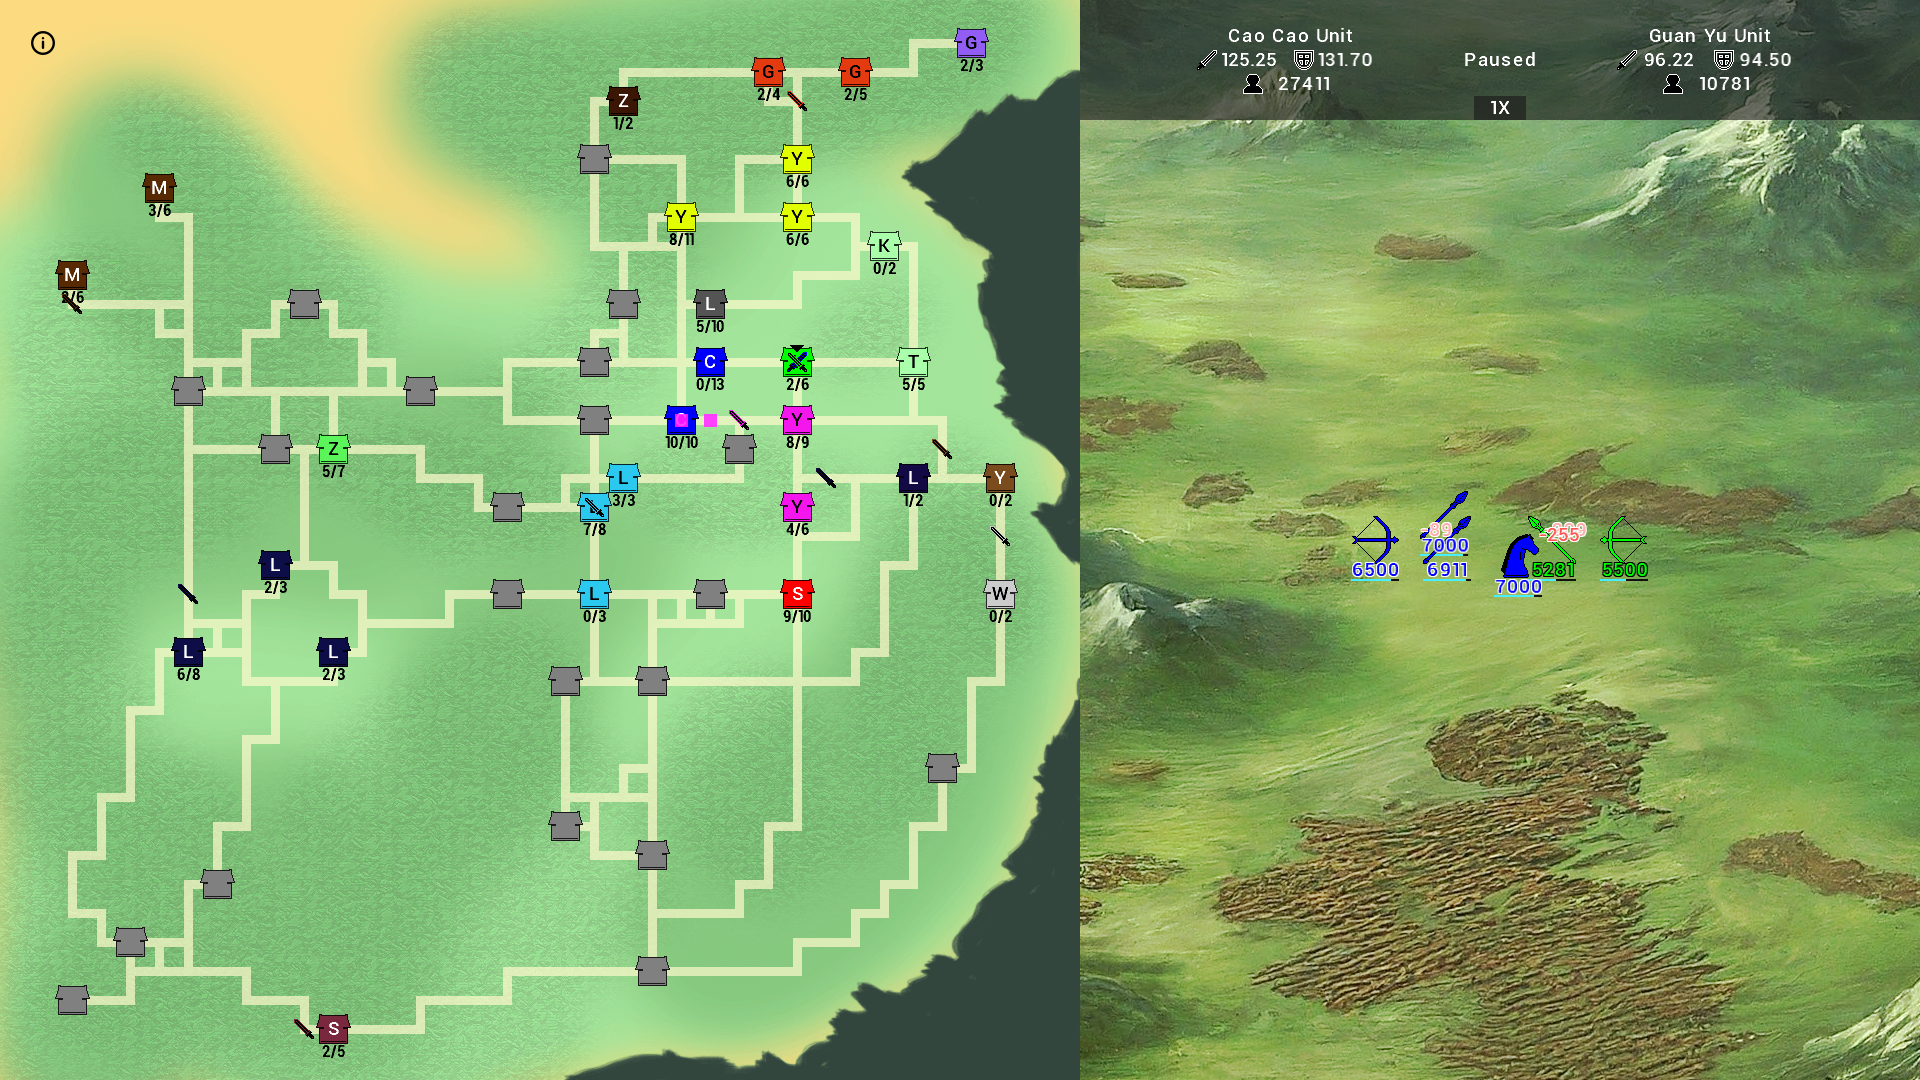 i
G
2/3
G
2/4
G
2/5
Z
1/2
Y
6/6
M
3/6
Y
8/11
Y
6/6
K
0/2
M
2/6
L
5/10
C
0/13
2/6
T
5/5
10/10
Y
8/9
Z
5/7
L
3/3
L
1/2
Y
0/2
7/8
Y
4/6
L
2/3
L
0/3
S
9/10
W
0/2
L
6/8
L
2/3
S
2/5
Cao Cao Unit
125.25 131.70
27411
Paused
1X
Guan Yu Unit
96.22 94.50
10781
-89
7000
6500
6911
7000
-255
5281
5500